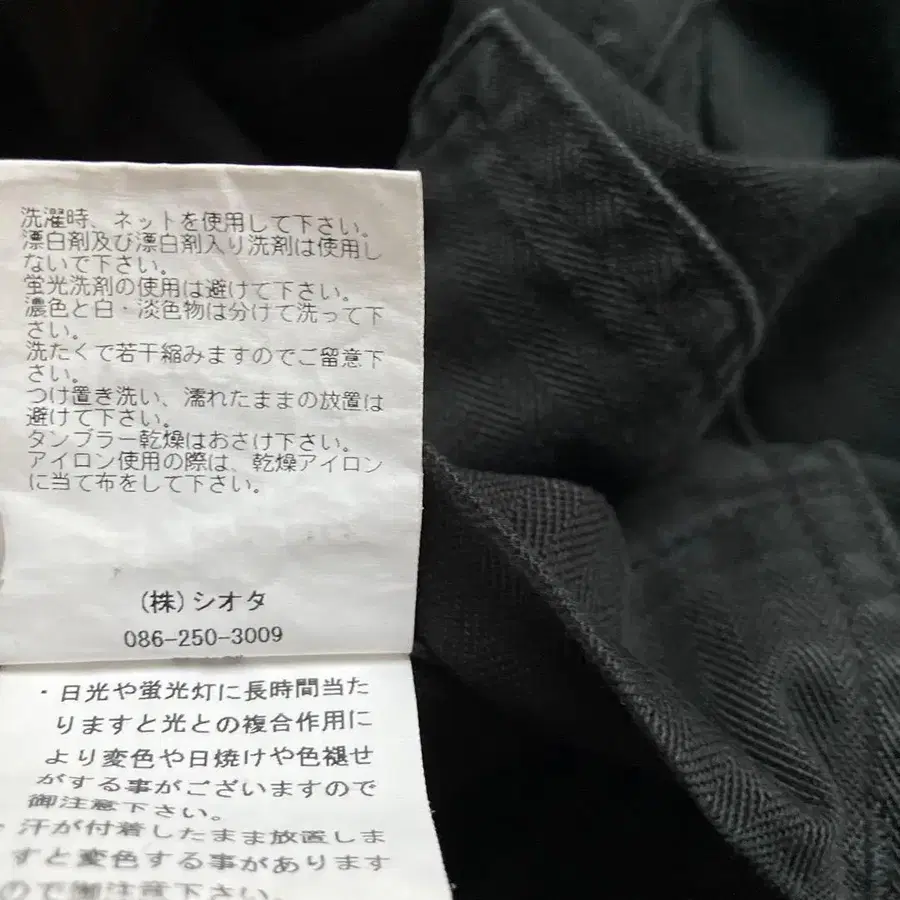 洗濯時、ネットを使用して下さい。
漂白剤及び漂白剤入り洗剤は使用し
ないで下さい。
蛍光洗剤の使用は避けて下さい。
濃色と白・淡色物は分けて洗って下
さい。
洗たくで若干縮みますのでご留意下
さい。
つけ置き洗い、濡れたままの放置は
避けて下さい。
タンブラー乾燥はおさけ下さい。
アイロン使用の際は、乾燥アイロン
に当て布をして下さい。
(株)シオタ
086-250-3009
・日光や蛍光灯に長時間当た
りますと光との複合作用に
より変色や日焼けや色褪せ
がする事がございますので
御注意下さい。
・汗が付着したまま放置しま
すと変色する事があります
ので御注意下さい。